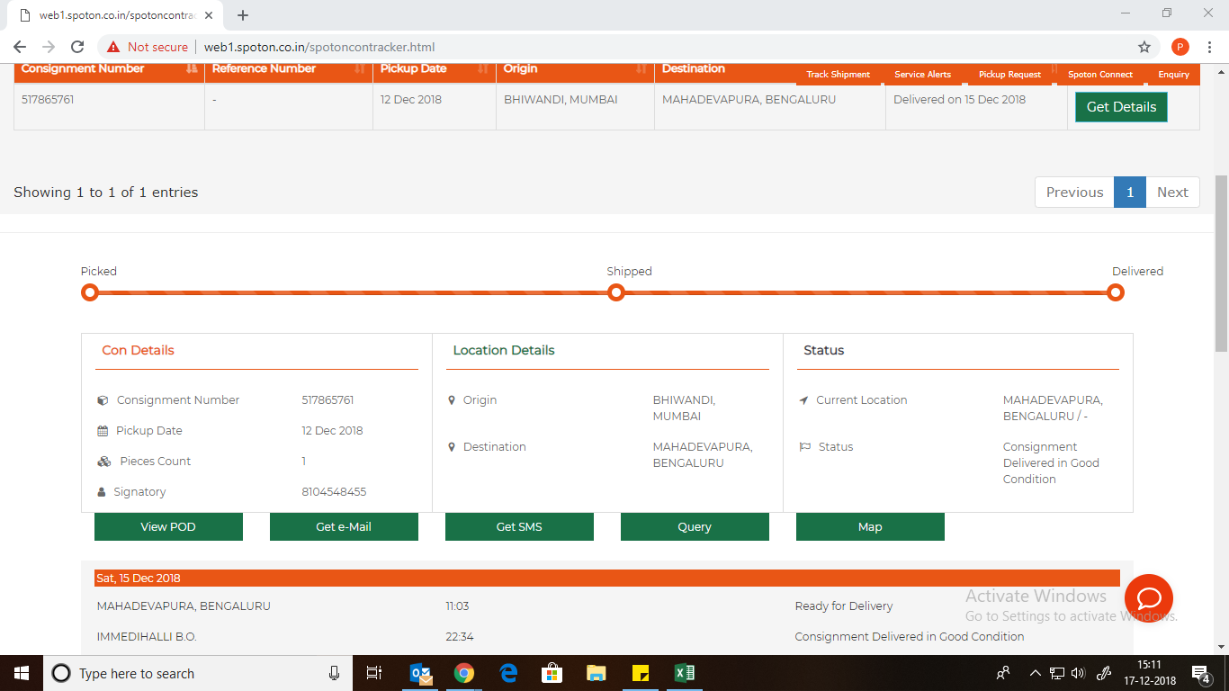 web1.spoton.co.in/spotoncontra
Not secure | web1.spoton.co.in/spotoncontracker.html
Consignment Number Reference Number Pickup Date Origin Destination
Track Shipment Service Alerts Pickup Request Spoton Connect Enquiry
517865761 - 12 Dec 2018 BHIWANDI, MUMBAI MAHADEVAPURA, BENGALURU Delivered on 15 Dec 2018 Get Details
Showing 1 to 1 of 1 entries
Previous 1 Next
Picked Shipped Delivered
Con Details
Consignment Number 517865761
Pickup Date 12 Dec 2018
Pieces Count 1
Signatory 8104548455
Location Details
Origin BHIWANDI,
MUMBAI
Destination MAHADEVAPURA,
BENGALURU
Status
Current Location MAHADEVAPURA,
BENGALURU / -
Status Consignment
Delivered in Good
Condition
View POD Get e-Mail Get SMS Query Map
Sat, 15 Dec 2018
MAHADEVAPURA, BENGALURU 11:03 Ready for Delivery
IMMEDIHALLI B.O. 22:34 Consignment Delivered in Good Condition
Activate Windows
Go to Settings to activate Windows.
Type here to search
15:11
17-12-2018
4
P